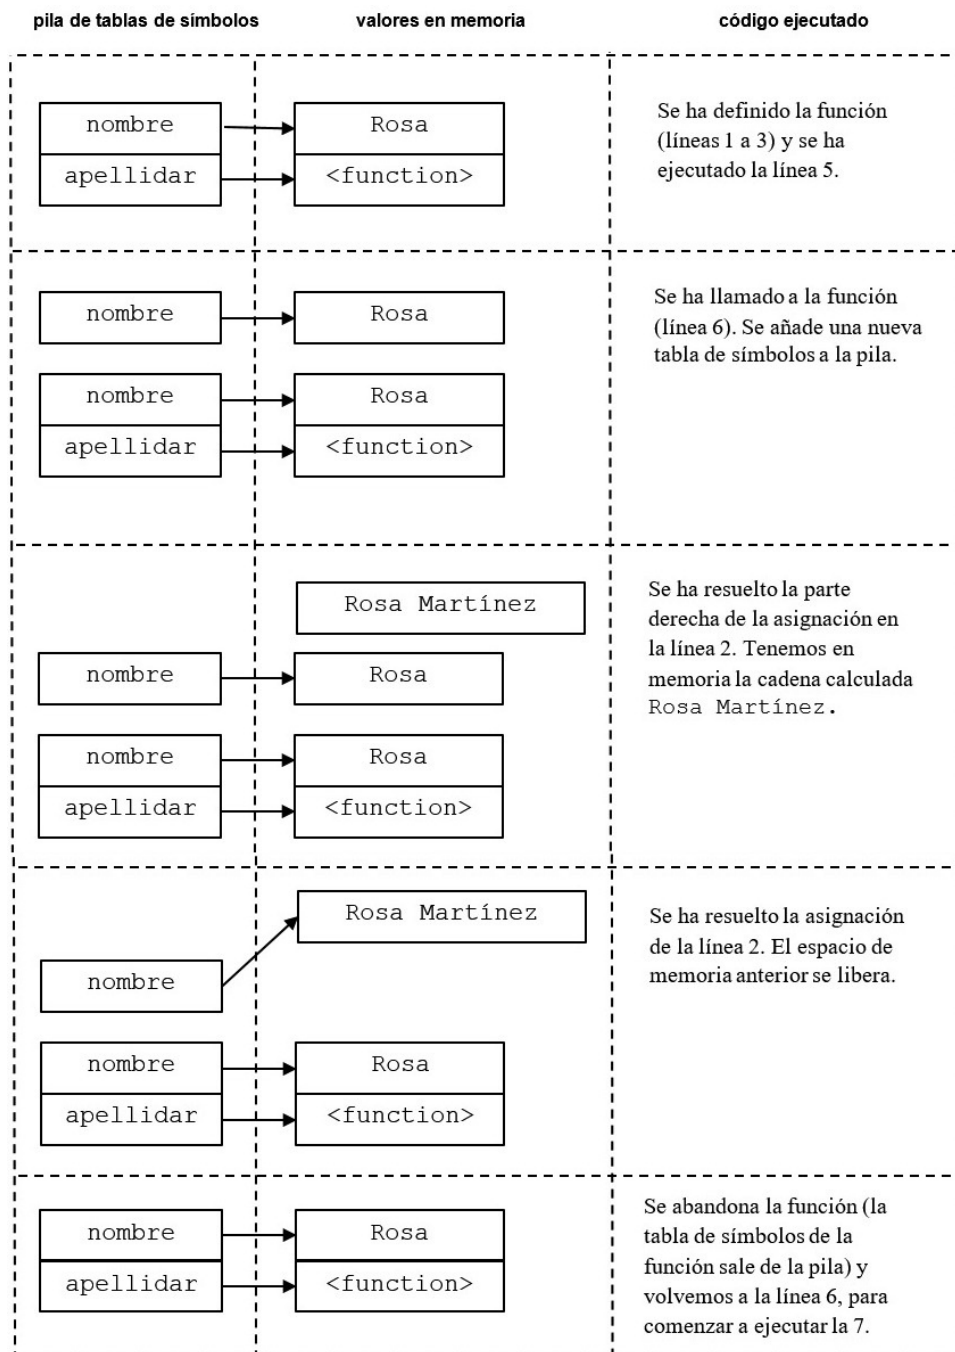 pila de tablas de símbolos valores en memoria código ejecutado
nombre Rosa
apellidar <function>
Se ha definido la función
(líneas 1 a 3) y se ha
ejecutado la línea 5.
nombre Rosa
nombre Rosa
apellidar <function>
Se ha llamado a la función
(línea 6). Se añade una nueva
tabla de símbolos a la pila.
Rosa Martínez
nombre Rosa
nombre Rosa
apellidar <function>
Se ha resuelto la parte
derecha de la asignación en
la línea 2. Tenemos en
memoria la cadena calculada
Rosa Martínez.
Rosa Martínez
nombre
nombre Rosa
apellidar <function>
Se ha resuelto la asignación
de la línea 2. El espacio de
memoria anterior se libera.
nombre Rosa
apellidar <function>
Se abandona la función (la
tabla de símbolos de la
función sale de la pila) y
volvemos a la línea 6, para
comenzar a ejecutar la 7.